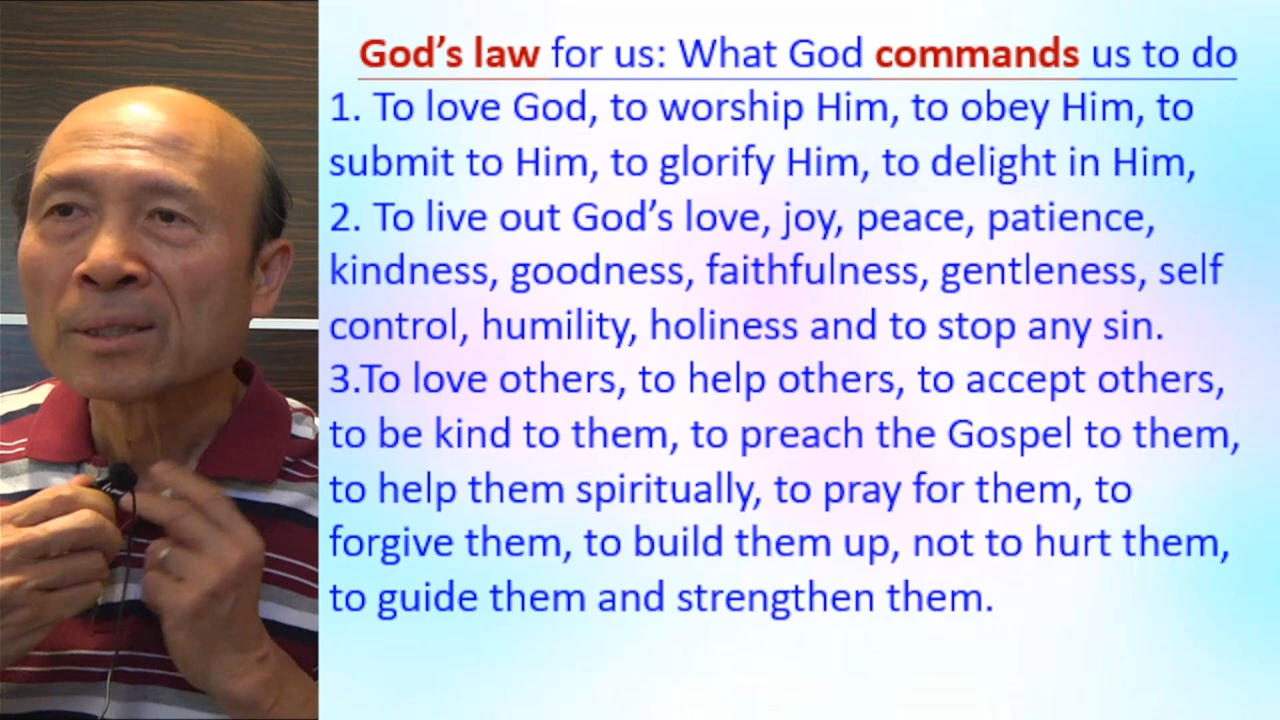 God’s law for us: What God commands us to do
1. To love God, to worship Him, to obey Him, to
submit to Him, to glorify Him, to delight in Him,
2. To live out God’s love, joy, peace, patience,
kindness, goodness, faithfulness, gentleness, self
control, humility, holiness and to stop any sin.
3.To love others, to help others, to accept others,
to be kind to them, to preach the Gospel to them,
to help them spiritually, to pray for them, to
forgive them, to build them up, not to hurt them,
to guide them and strengthen them.